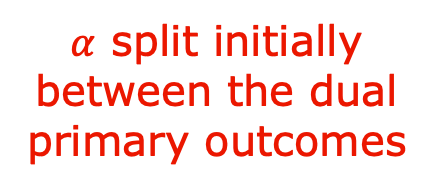 α split initially
between the dual
primary outcomes